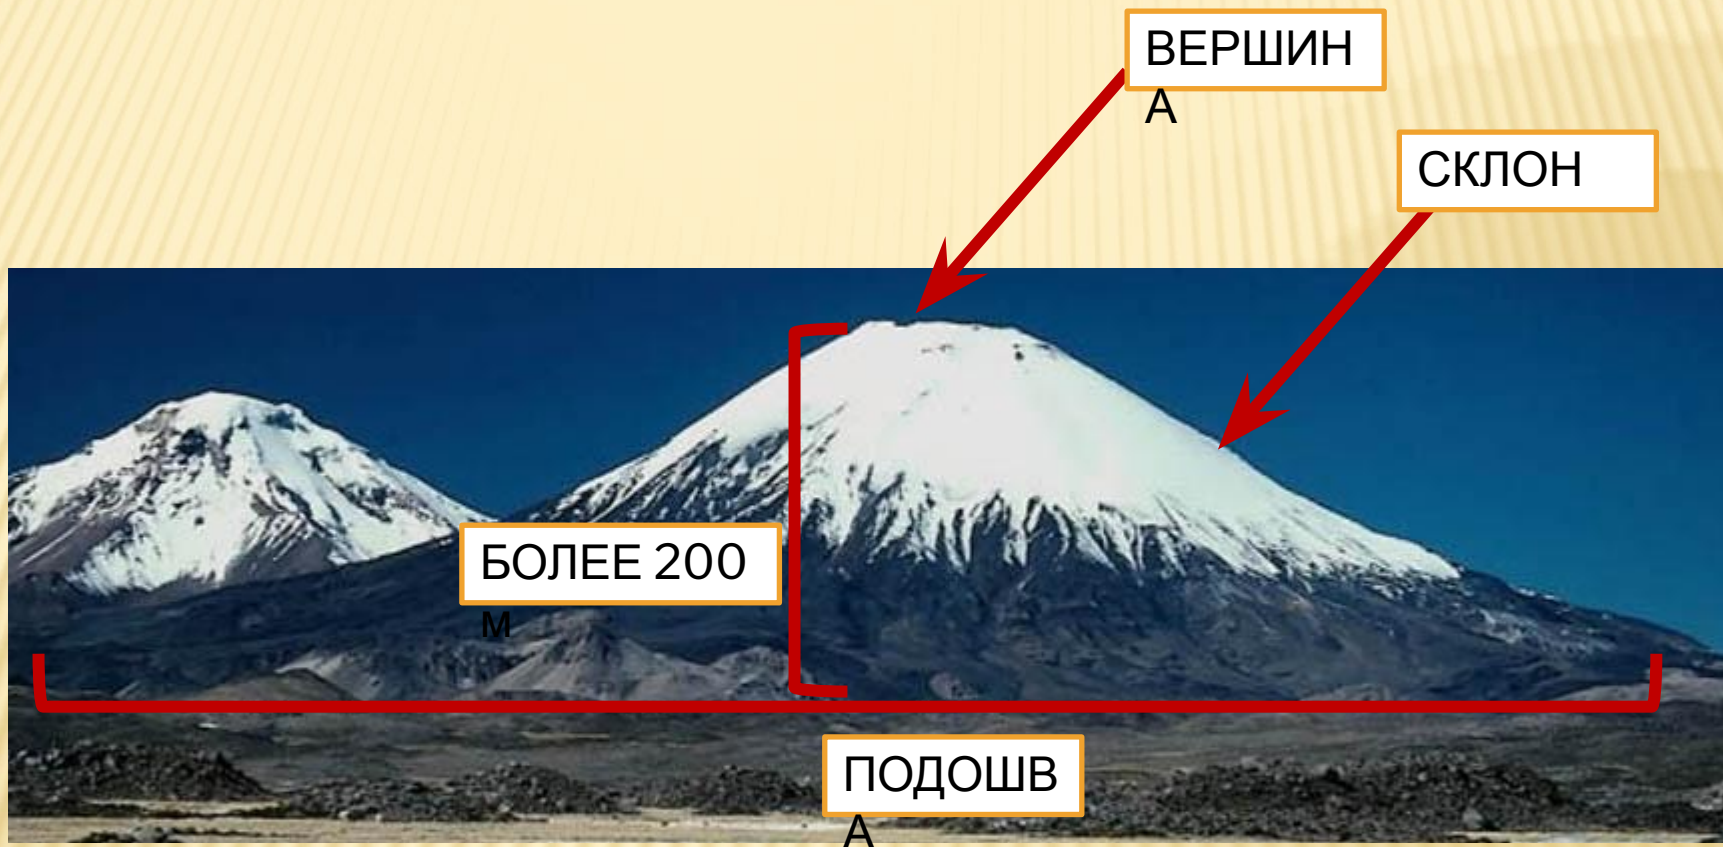 ВЕРШИН
А
СКЛОН
БОЛЕЕ 200
м
ПОДОШВ
А